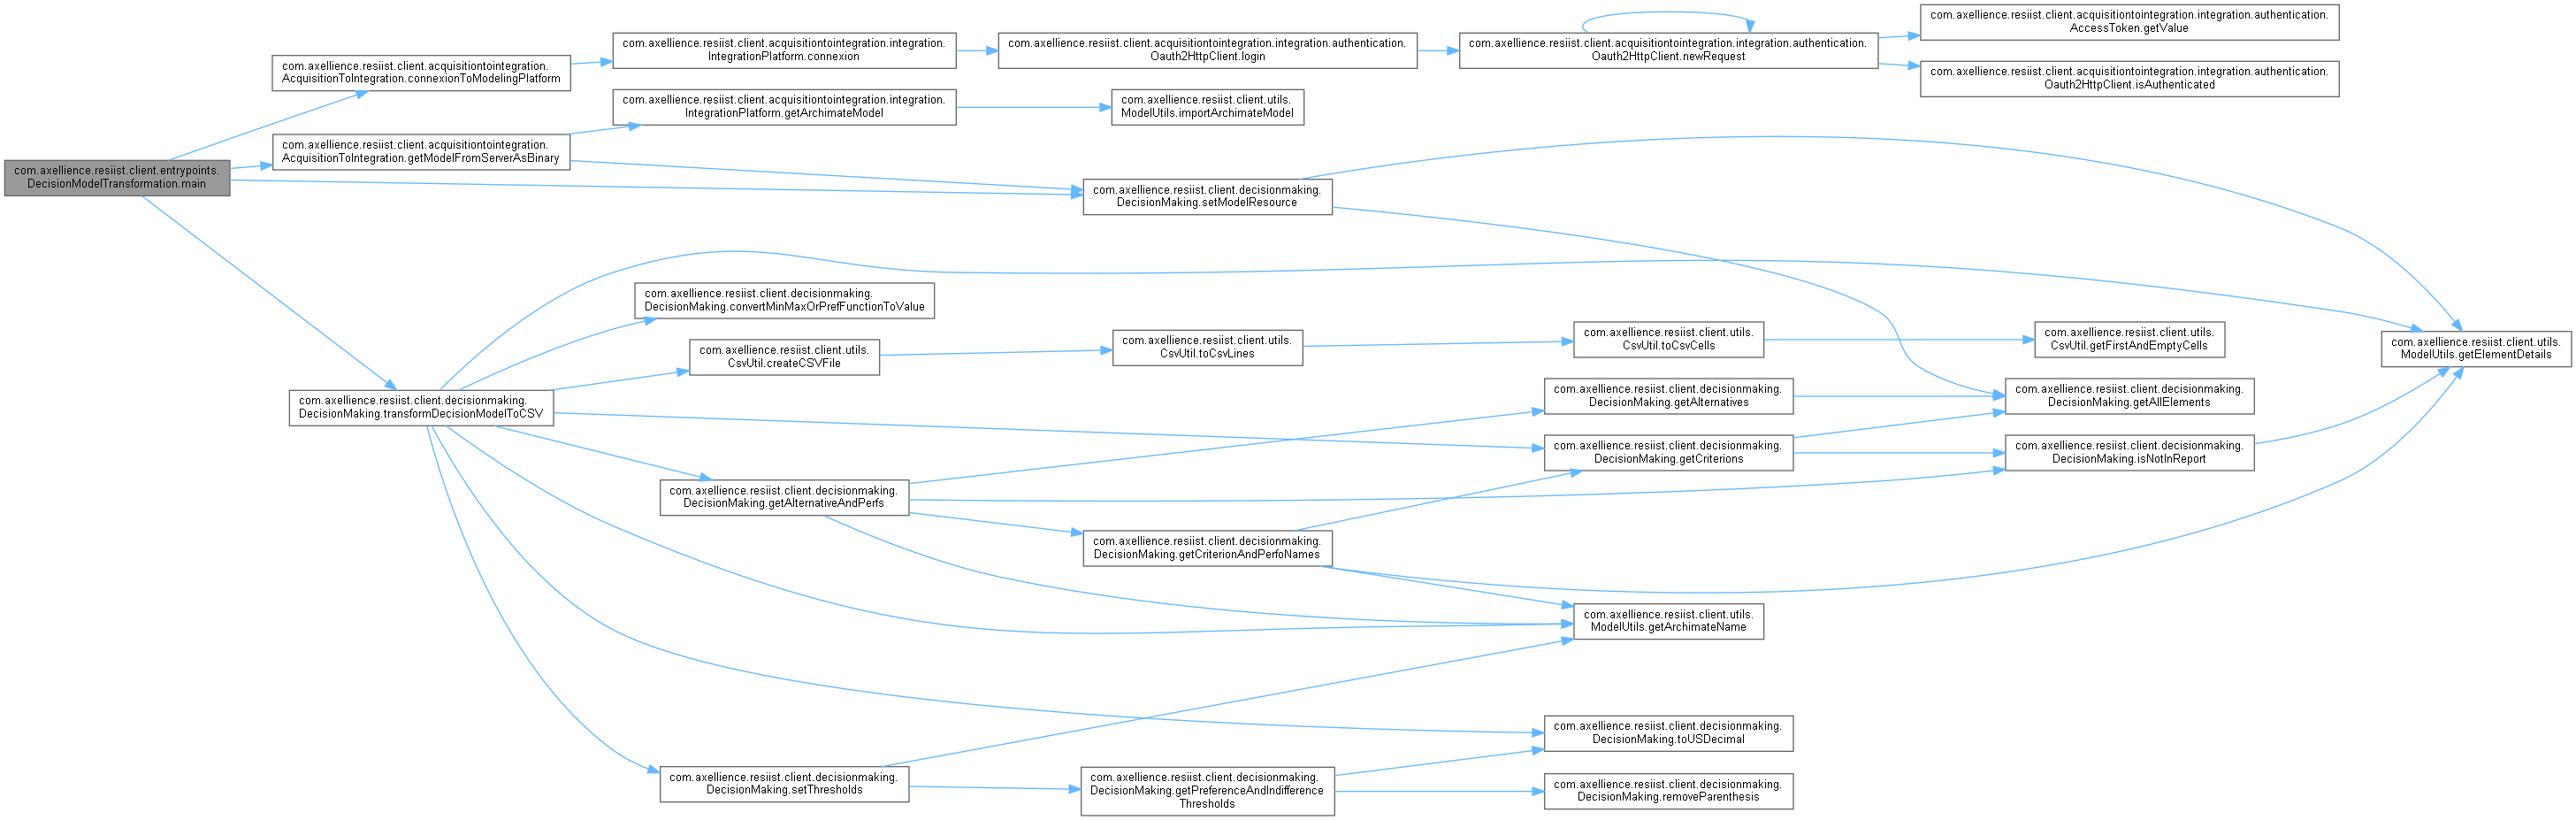 com.axellience.resiist.client.entrypoints.
DecisionModelTransformation.main
com.axellience.resiist.client.acquisitiontointegration.
AcquisitionToIntegration.connexionToModelingPlatform
com.axellience.resiist.client.acquisitiontointegration.integration.
IntegrationPlatform.connexion
com.axellience.resiist.client.acquisitiontointegration.integration.authentication.
Oauth2HttpClient.login
com.axellience.resiist.client.acquisitiontointegration.integration.authentication.
Oauth2HttpClient.newRequest
com.axellience.resiist.client.acquisitiontointegration.integration.authentication.
AccessToken.getValue
com.axellience.resiist.client.acquisitiontointegration.integration.authentication.
Oauth2HttpClient.isAuthenticated
com.axellience.resiist.client.acquisitiontointegration.
AcquisitionToIntegration.getModelFromServerAsBinary
com.axellience.resiist.client.acquisitiontointegration.integration.
IntegrationPlatform.getArchimateModel
com.axellience.resiist.client.utils.
ModelUtils.importArchimateModel
com.axellience.resiist.client.decisionmaking.
DecisionMaking.setModelResource
com.axellience.resiist.client.decisionmaking.
DecisionMaking.transformDecisionModelToCSV
com.axellience.resiist.client.decisionmaking.
DecisionMaking.convertMinMaxOrPrefFunctionToValue
com.axellience.resiist.client.utils.
CsvUtil.createCSVFile
com.axellience.resiist.client.utils.
CsvUtil.toCsvLines
com.axellience.resiist.client.utils.
CsvUtil.toCsvCells
com.axellience.resiist.client.utils.
CsvUtil.getFirstAndEmptyCells
com.axellience.resiist.client.utils.
ModelUtils.getElementDetails
com.axellience.resiist.client.decisionmaking.
DecisionMaking.getAlternatives
com.axellience.resiist.client.decisionmaking.
DecisionMaking.getAllElements
com.axellience.resiist.client.decisionmaking.
DecisionMaking.getCriterions
com.axellience.resiist.client.decisionmaking.
DecisionMaking.isNotInReport
com.axellience.resiist.client.decisionmaking.
DecisionMaking.getAlternativeAndPerfs
com.axellience.resiist.client.decisionmaking.
DecisionMaking.getCriterionAndPerfoNames
com.axellience.resiist.client.utils.
ModelUtils.getArchimateName
com.axellience.resiist.client.decisionmaking.
DecisionMaking.toUSDecimal
com.axellience.resiist.client.decisionmaking.
DecisionMaking.setThresholds
com.axellience.resiist.client.decisionmaking.
DecisionMaking.getPreferenceAndIndifference
Thresholds
com.axellience.resiist.client.decisionmaking.
DecisionMaking.removeParenthesis